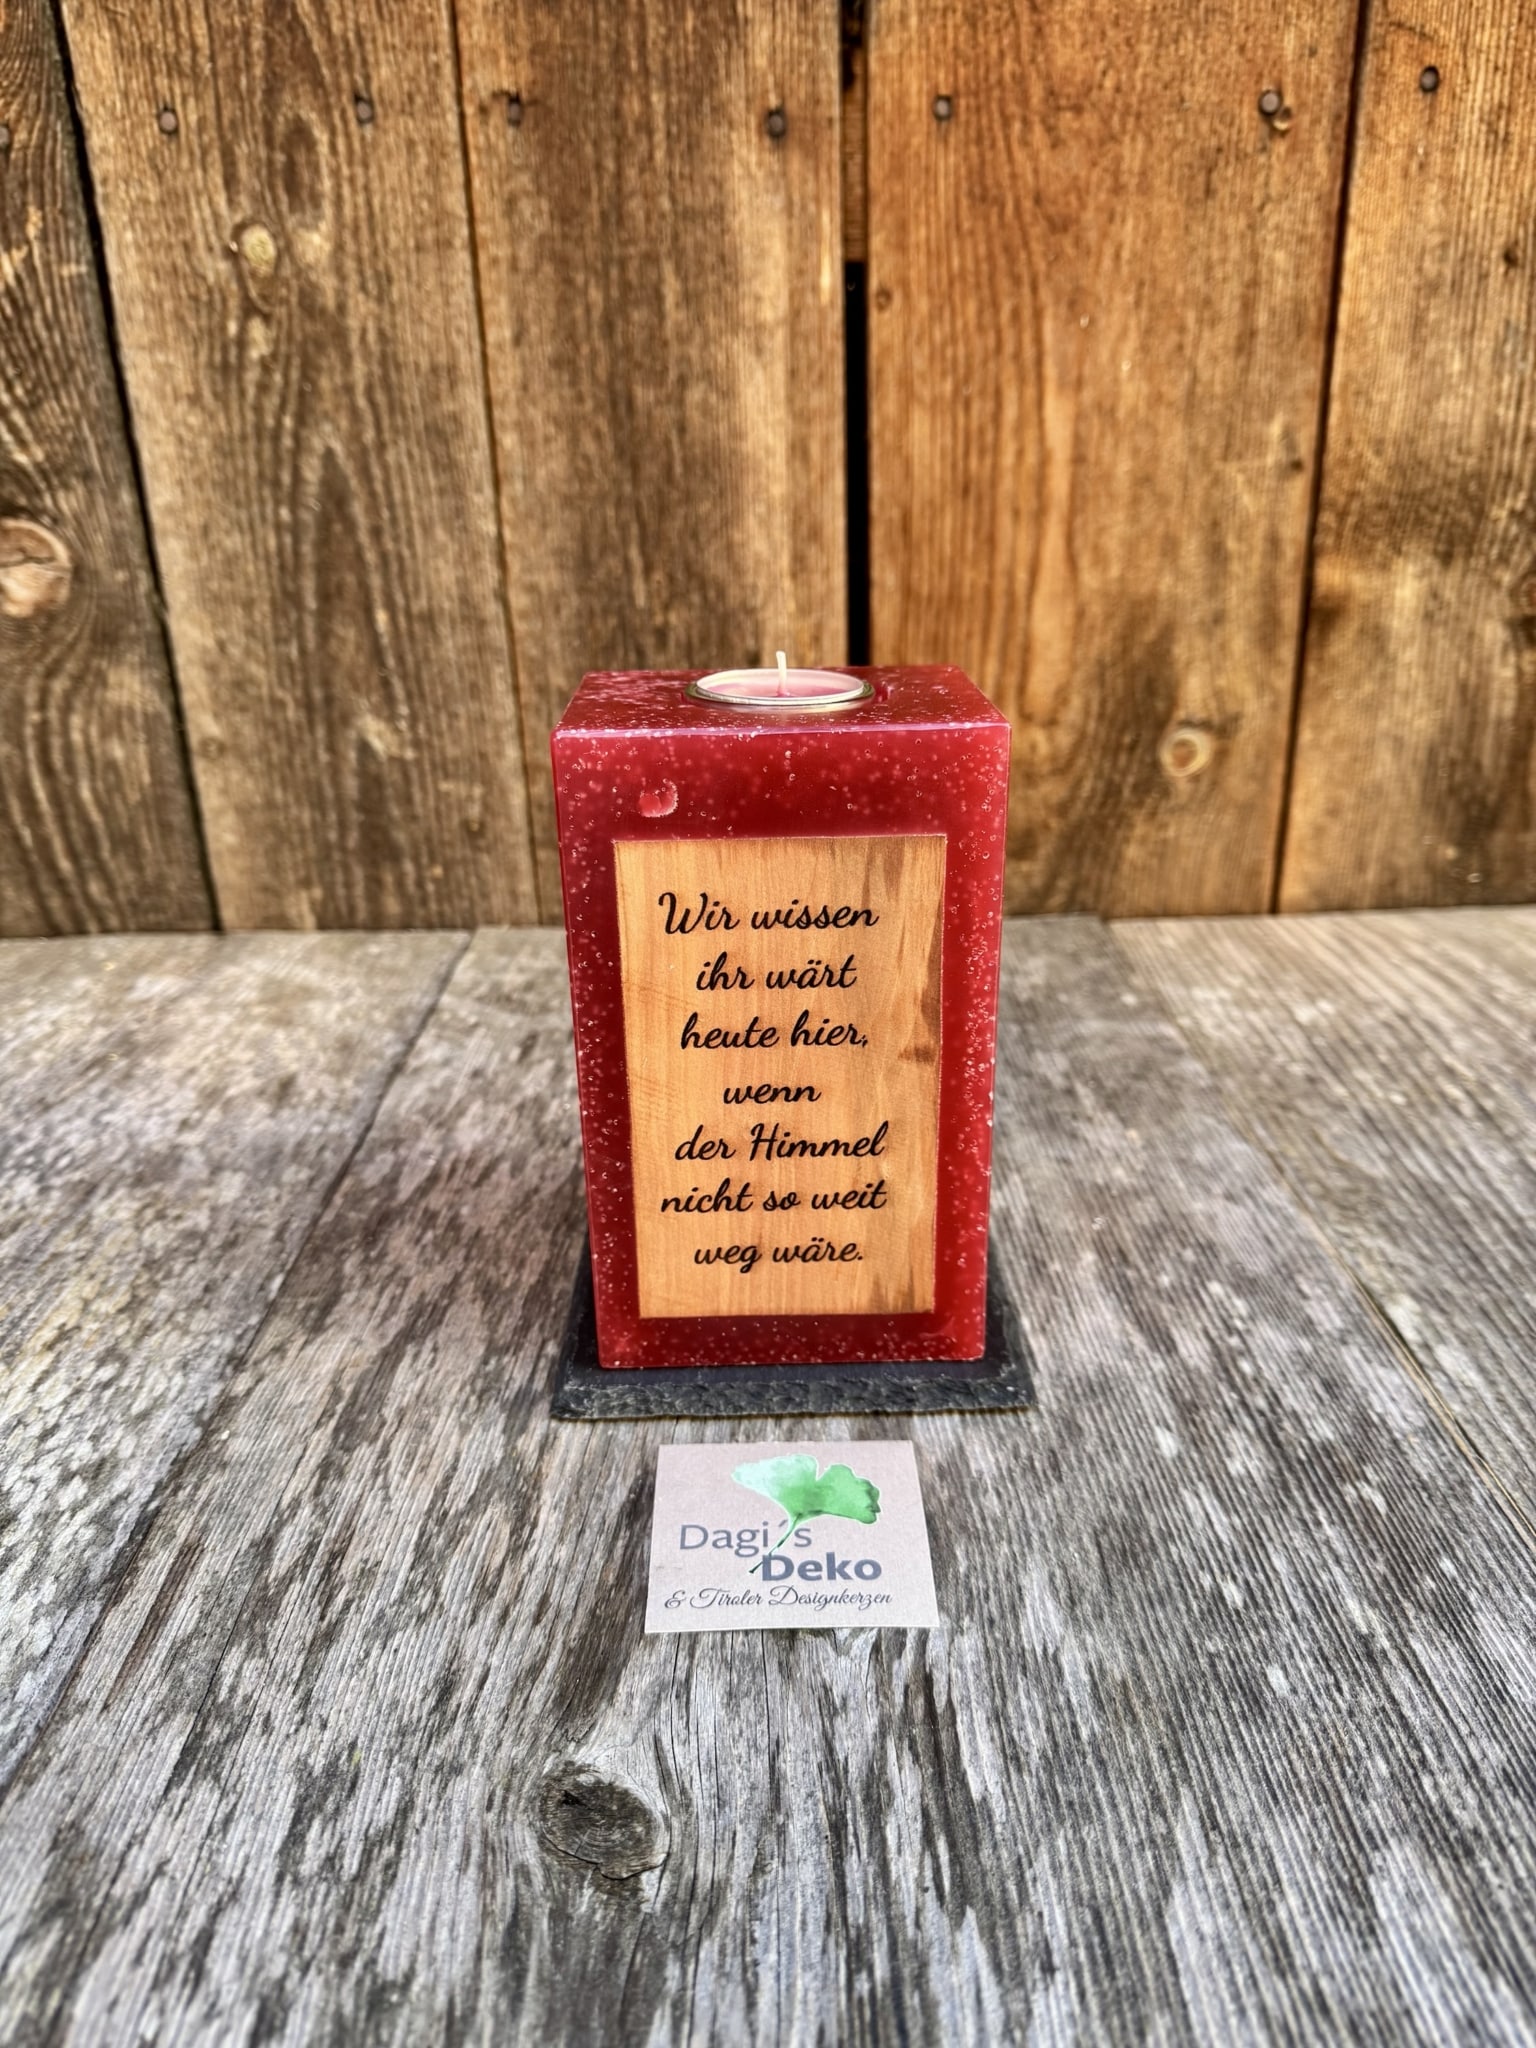 Wir wissen
ihr wärt
heute hier,
wenn
der Himmel
nicht so weit
weg wäre.
Dagi´s
Deko
& Tiroler Designkerzen